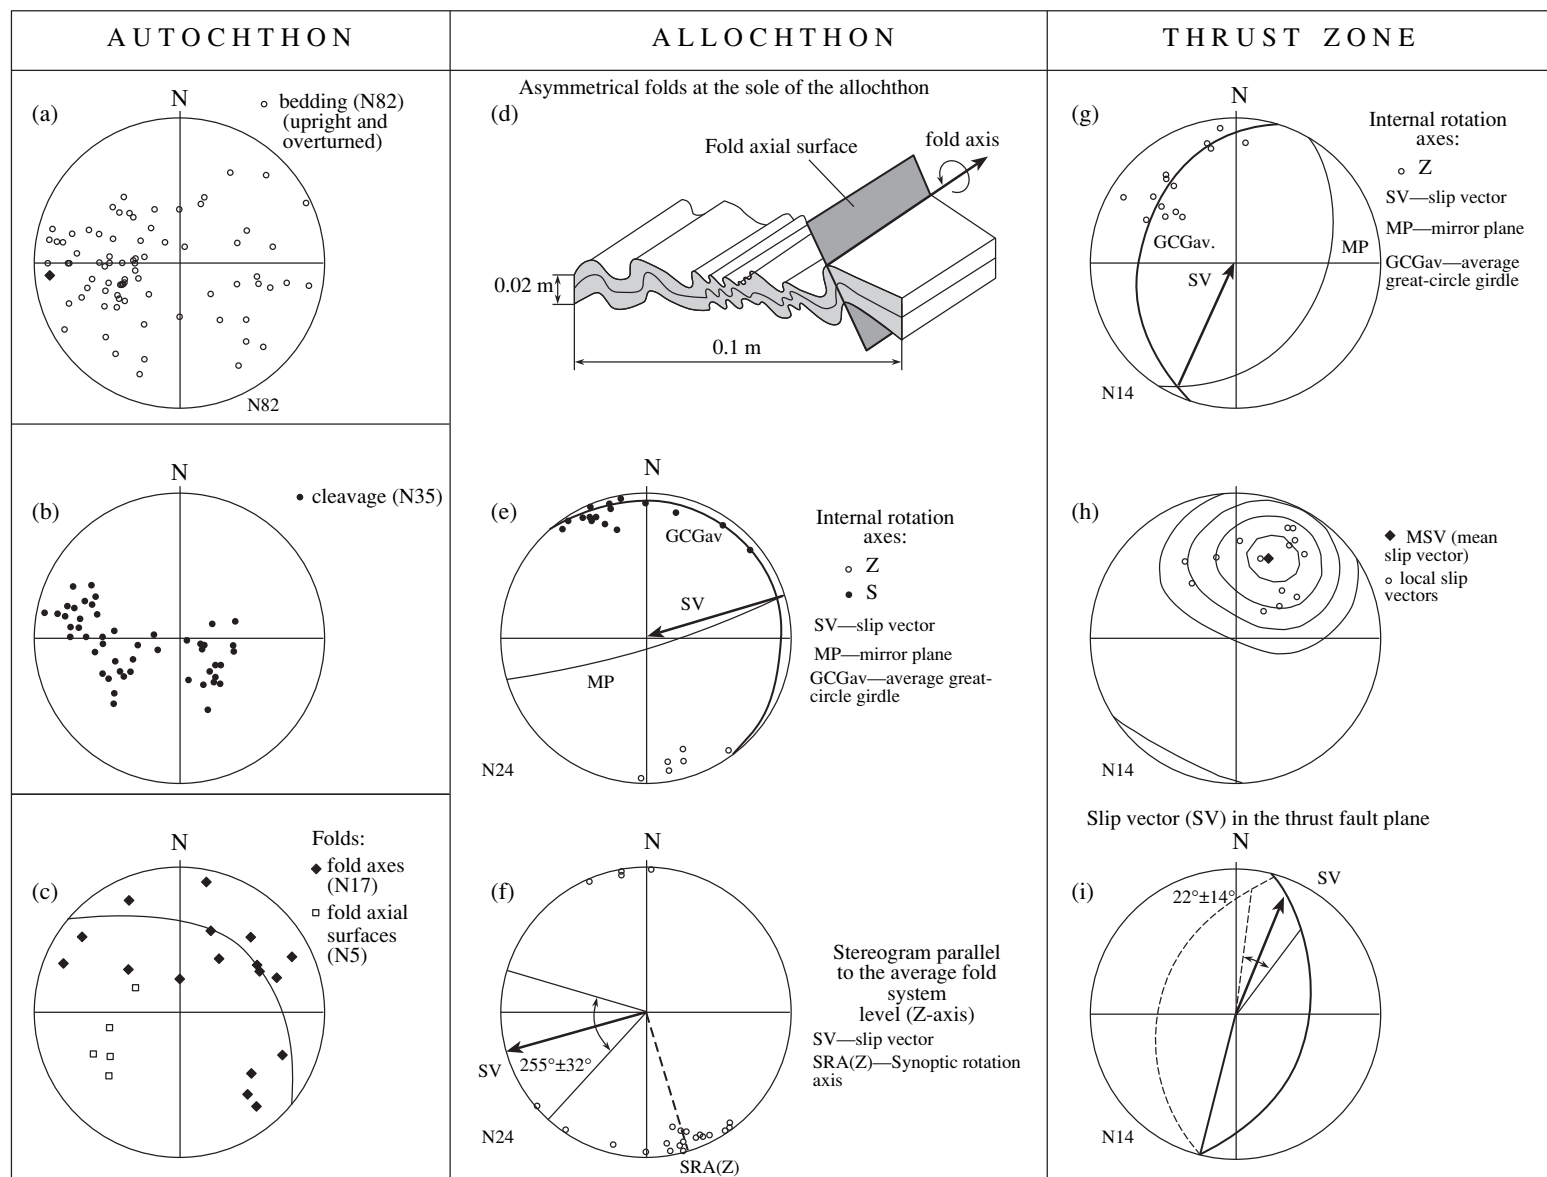 AUTOCHTHON
ALLOCHTHON
THRUST ZONE
(a)
N
bedding (N82)
(upright and
overturned)
N82
(b)
N
cleavage (N35)
(c)
N
Folds:
fold axes
(N17)
fold axial
surfaces
(N5)
Asymmetrical folds at the sole of the allochthon
(d)
Fold axial surface
fold axis
0.02 m
0.1 m
(e)
N
GCGav
SV
MP
N24
Internal rotation
axes:
Z
S
SV—slip vector
MP—mirror plane
GCGav—average great-
circle girdle
(f)
N
SV
255°±32°
N24
SRA(Z)
Stereogram parallel
to the average fold
system
level (Z-axis)
SV—slip vector
SRA(Z)—Synoptic rotation
axis
(g)
N
GCGav.
MP
SV
N14
Internal rotation
axes:
Z
SV—slip vector
MP—mirror plane
GCGav—average
great-circle girdle
(h)
N14
MSV (mean
slip vector)
local slip
vectors
Slip vector (SV) in the thrust fault plane
(i)
N
SV
22°±14°
N14